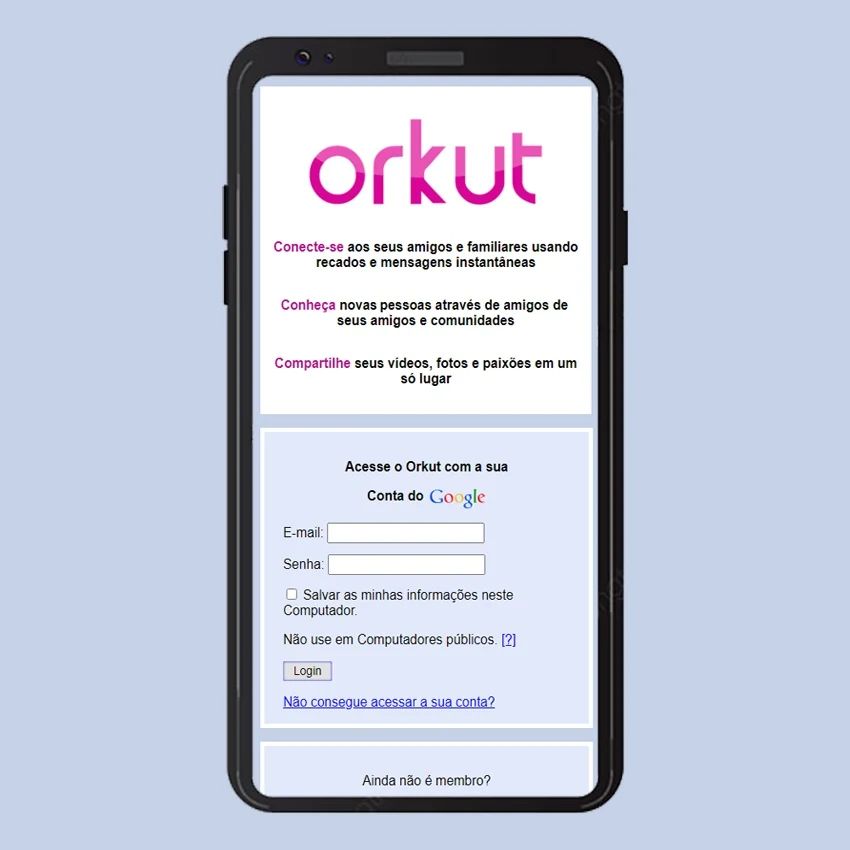 orkut
Conecte-se aos seus amigos e familiares usando
recados e mensagens instantâneas
Conheça novas pessoas através de amigos de
seus amigos e comunidades
Compartilhe seus vídeos, fotos e paixões em um
só lugar
Acesse o Orkut com a sua
Conta do Google
E-mail:
Senha:
Salvar as minhas informações neste
Computador.
Não use em Computadores públicos. [?]
Login
Não consegue acessar a sua conta?
Ainda não é membro?